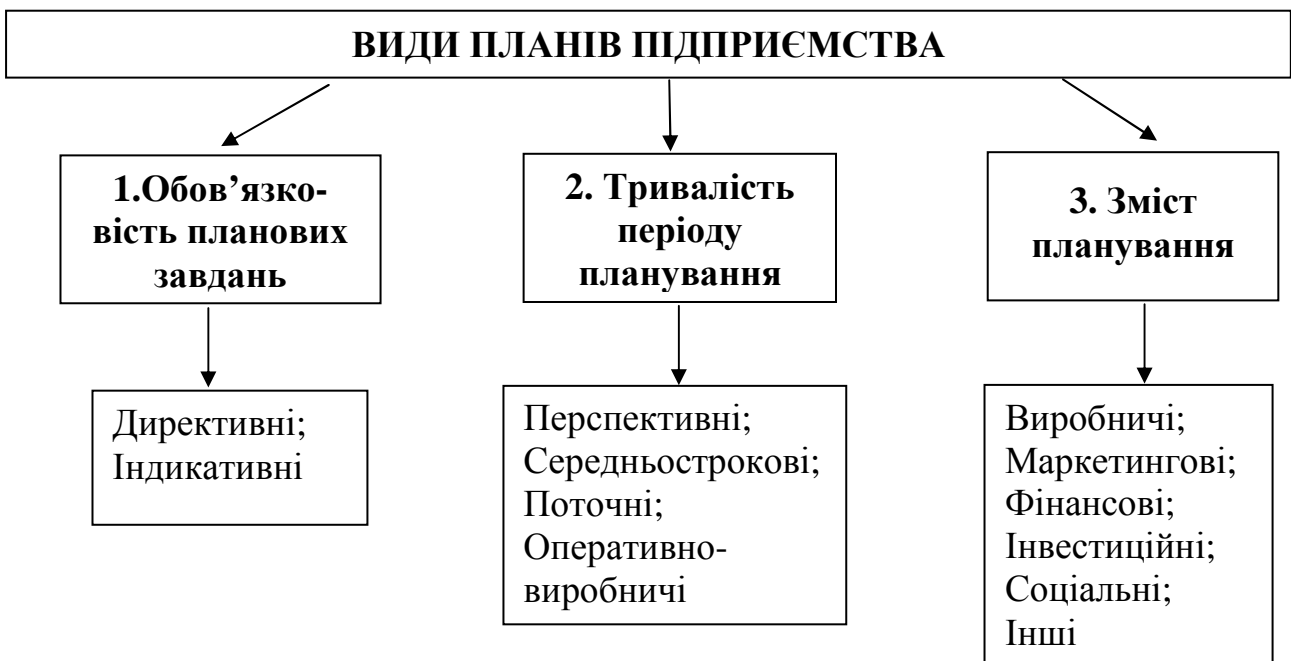 ВИДИ ПЛАНІВ ПІДПРИЄМСТВА
1.Обов’язко-
вість планових
завдань
2. Тривалість
періоду
планування
3. Зміст
планування
Директивні;
Індикативні
Перспективні;
Середньострокові;
Поточні;
Оперативно-
виробничі
Виробничі;
Маркетингові;
Фінансові;
Інвестиційні;
Соціальні;
Інші